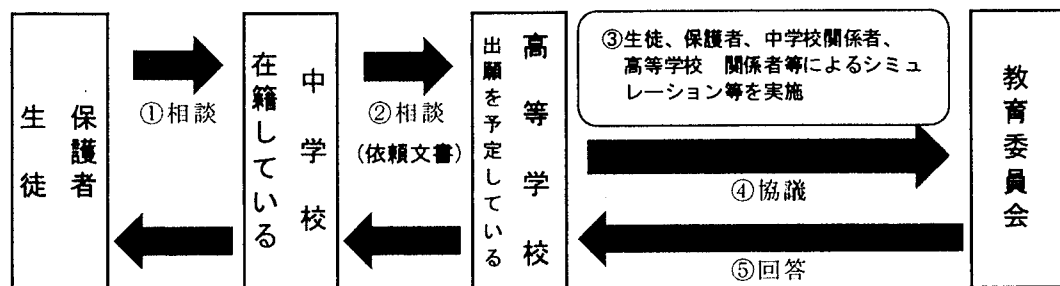 保護者
生徒
①相談
中学校
在籍している
②相談
(依頼文書)
高等学校
出願を予定している
③生徒、保護者、中学校関係者、
高等学校　関係者等によるシミュ
レーション等を実施
④協議
⑤回答
教育委員会